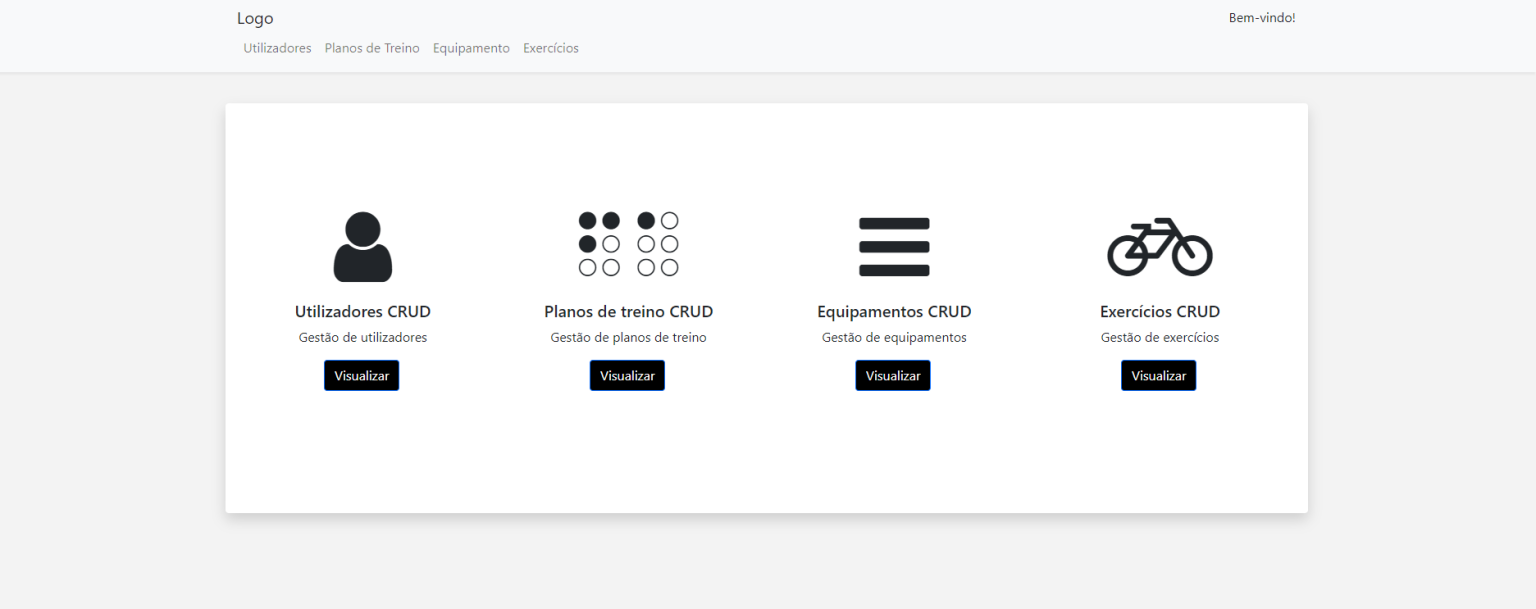 Logo
Bem-vindo!
Utilizadores Planos de Treino Equipamento Exercícios
Utilizadores CRUD
Gestão de utilizadores
Visualizar
Planos de treino CRUD
Gestão de planos de treino
Visualizar
Equipamentos CRUD
Gestão de equipamentos
Visualizar
Exercícios CRUD
Gestão de exercícios
Visualizar